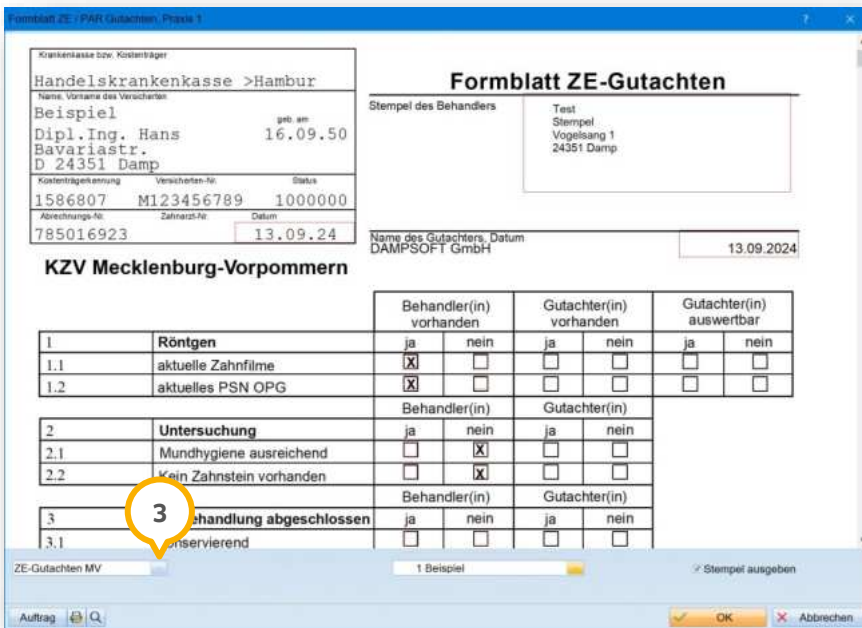 Formblatt ZE / PAR Gutachten, Praxis 1
? ×
Krankenkasse bzw. Kostenträger
Handelskrankenkasse >Hambur
Name, Vorname des Versicherten
Beispiel
geb. am
Dipl.Ing. Hans 16.09.50
Bavariastr.
D 24351 Damp
Kostenträgerkennung Versicherten-Nr. Status
1586807 M123456789 1000000
Abrechnungs-Nr. Zahnarzt-Nr. Datum
785016923 13.09.24
KZV Mecklenburg-Vorpommern
Formblatt ZE-Gutachten
Stempel des Behandlers
Test
Stempel
Vogelsang 1
24351 Damp
Name des Gutachters, Datum
DAMPSOFT GmbH 13.09.2024
Behandler(in) vorhanden Gutachter(in) vorhanden Gutachter(in) auswertbar
1 Röntgen ja nein ja nein ja nein
1.1 aktuelle Zahnfilme X
1.2 aktuelles PSN OPG X
Behandler(in) Gutachter(in)
2 Untersuchung ja nein ja nein
2.1 Mundhygiene ausreichend X
2.2 Kein Zahnstein vorhanden X
Behandler(in) Gutachter(in)
3 ehandlung abgeschlossen ja nein ja nein
3.1 onservierend
3
ZE-Gutachten MV 1 Beispiel Stempel ausgeben
Auftrag OK Abbrechen